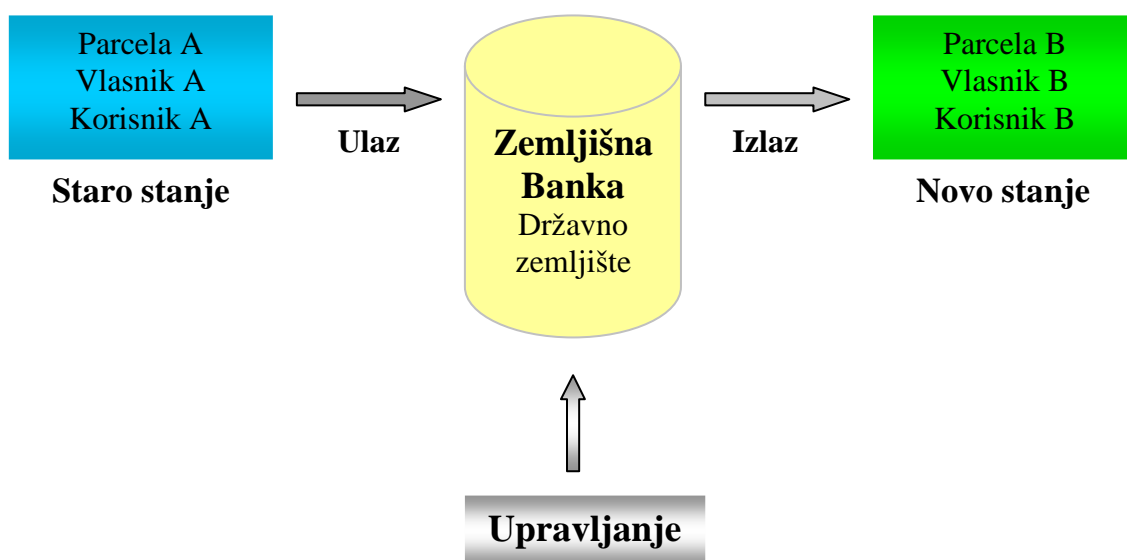 Parcela A
Vlasnik A
Korisnik A
Staro stanje
Ulaz
Zemljišna
Banka
Državno
zemljište
Izlaz
Parcela B
Vlasnik B
Korisnik B
Novo stanje
Upravljanje